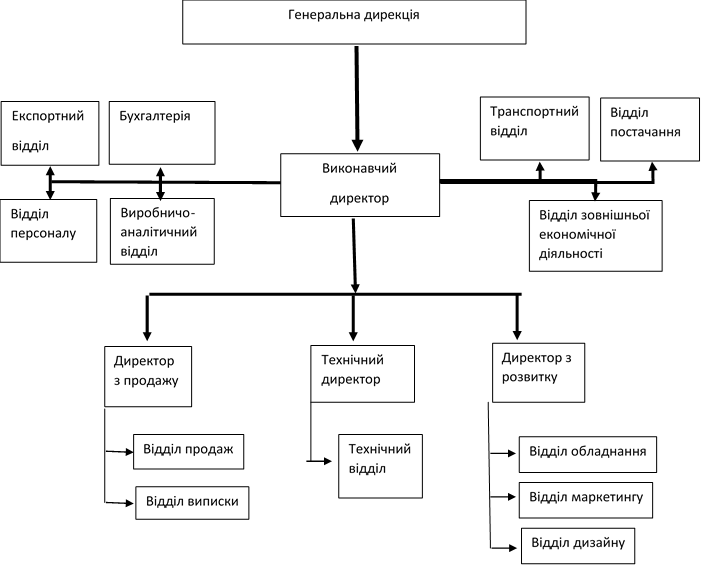 Генеральна дирекція
Експортний
відділ
Бухгалтерія
Транспортний
відділ
Відділ
постачання
Виконавчий
директор
Відділ
персоналу
Виробничо-
аналітичний
відділ
Відділ зовнішньої
економічної
діяльності
Директор
з продажу
Технічний
директор
Директор з
розвитку
Відділ продаж
Відділ виписки
Технічний
відділ
Відділ обладнання
Відділ маркетингу
Відділ дизайну